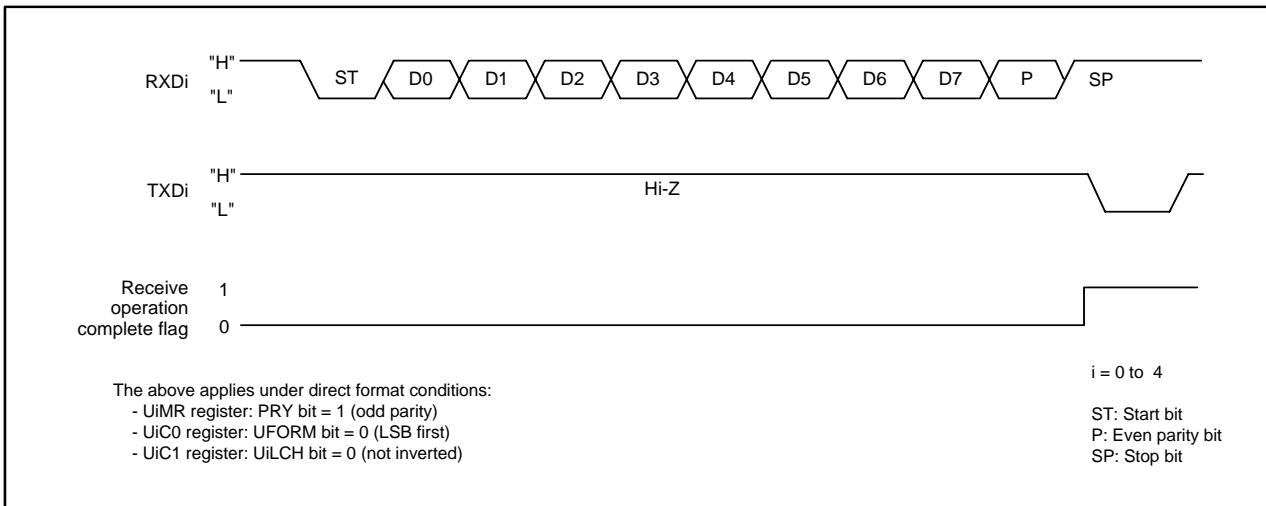 "H"
RXDi
"L"
ST D0 D1 D2 D3 D4 D5 D6 D7 P SP
"H"
TXDi
"L"
Hi-Z
Receive
operation
complete flag
1
0
The above applies under direct format conditions:
- UiMR register: PRY bit = 1 (odd parity)
- UiC0 register: UFORM bit = 0 (LSB first)
- UiC1 register: UiLCH bit = 0 (not inverted)
i = 0 to 4
ST: Start bit
P: Even parity bit
SP: Stop bit